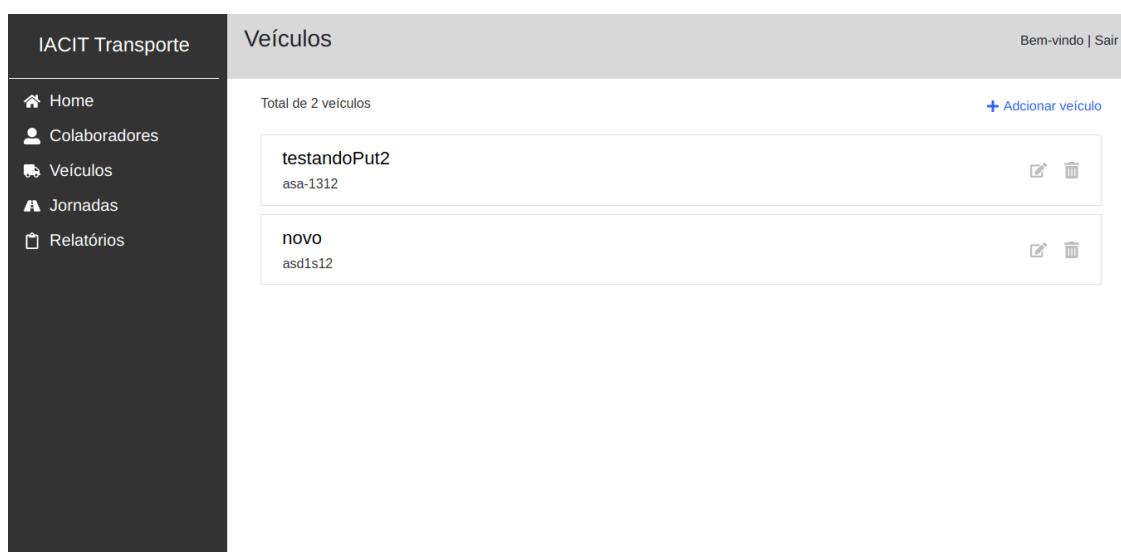 IACIT Transporte
Veículos
Bem-vindo | Sair
Home
Colaboradores
Veículos
Jornadas
Relatórios
Total de 2 veículos
Adcionar veículo
testandoPut2
asa-1312
novo
asd1s12